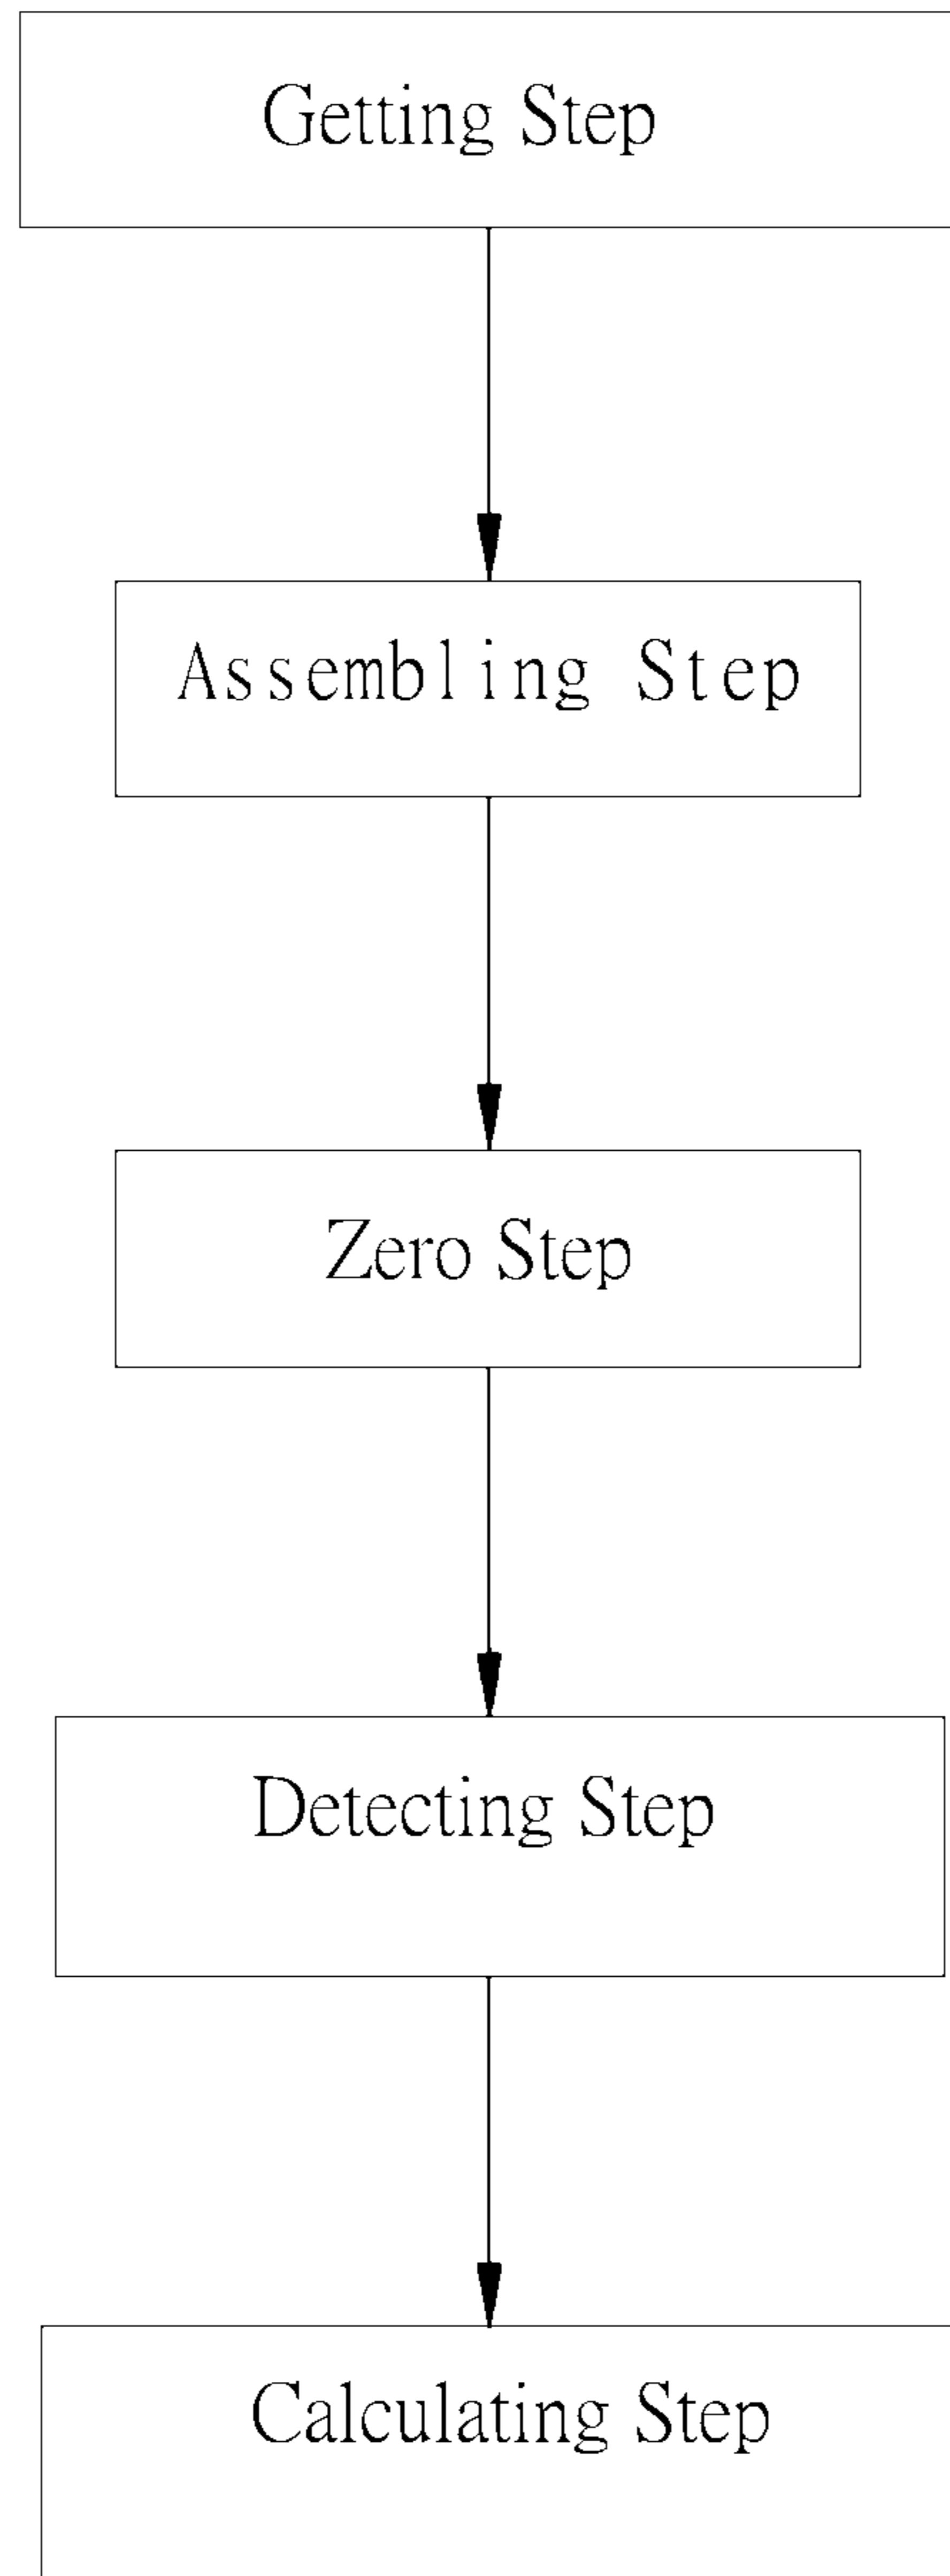 Getting Step
Assembling Step
Zero Step
Detecting Step
Calculating Step